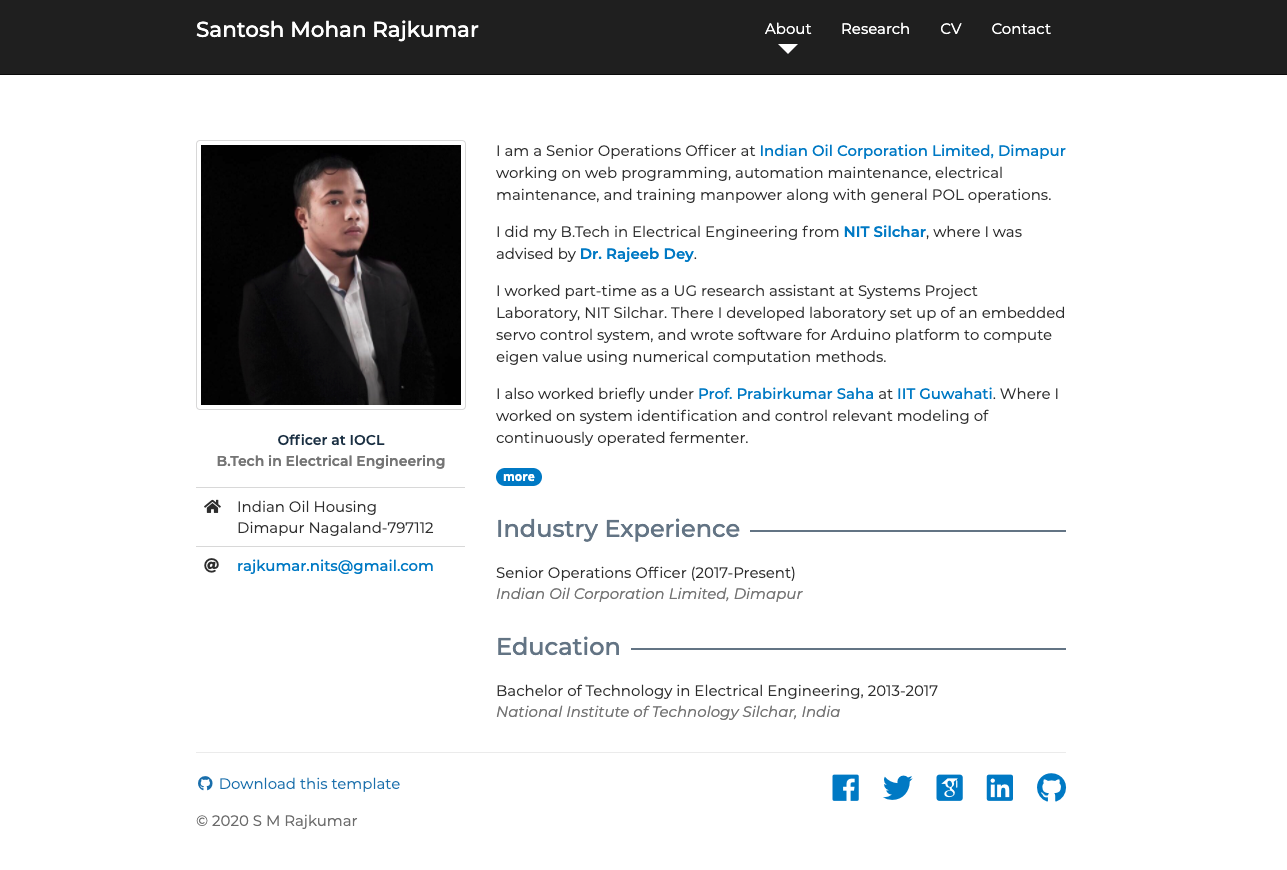 Santosh Mohan Rajkumar
About
Research
CV
Contact
I am a Senior Operations Officer at Indian Oil Corporation Limited, Dimapur
working on web programming, automation maintenance, electrical
maintenance, and training manpower along with general POL operations.
I did my B.Tech in Electrical Engineering from NIT Silchar, where I was
advised by Dr. Rajeeb Dey.
I worked part-time as a UG research assistant at Systems Project
Laboratory, NIT Silchar. There I developed laboratory set up of an embedded
servo control system, and wrote software for Arduino platform to compute
eigen value using numerical computation methods.
I also worked briefly under Prof. Prabirkumar Saha at IIT Guwahati. Where I
worked on system identification and control relevant modeling of
continuously operated fermenter.
more
Officer at IOCL
B.Tech in Electrical Engineering
Indian Oil Housing
Dimapur Nagaland-797112
rajkumar.nits@gmail.com
Industry Experience
Senior Operations Officer (2017-Present)
Indian Oil Corporation Limited, Dimapur
Education
Bachelor of Technology in Electrical Engineering, 2013-2017
National Institute of Technology Silchar, India
Download this template
© 2020 S M Rajkumar